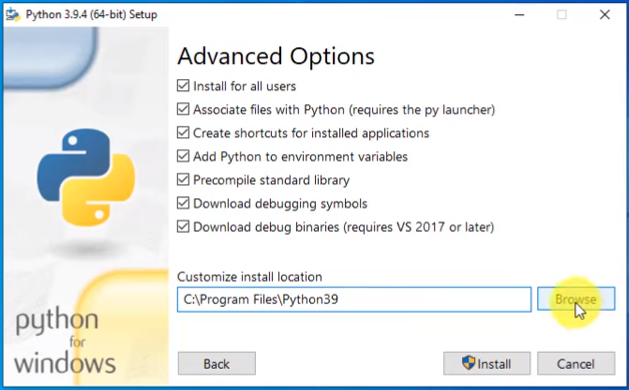 Python 3.9.4 (64-bit) Setup
Advanced Options
Install for all users
Associate files with Python (requires the py launcher)
Create shortcuts for installed applications
Add Python to environment variables
Precompile standard library
Download debugging symbols
Download debug binaries (requires VS 2017 or later)
Customize install location
C:\Program Files\Python39
Browse
python
for
windows
Back
Install
Cancel